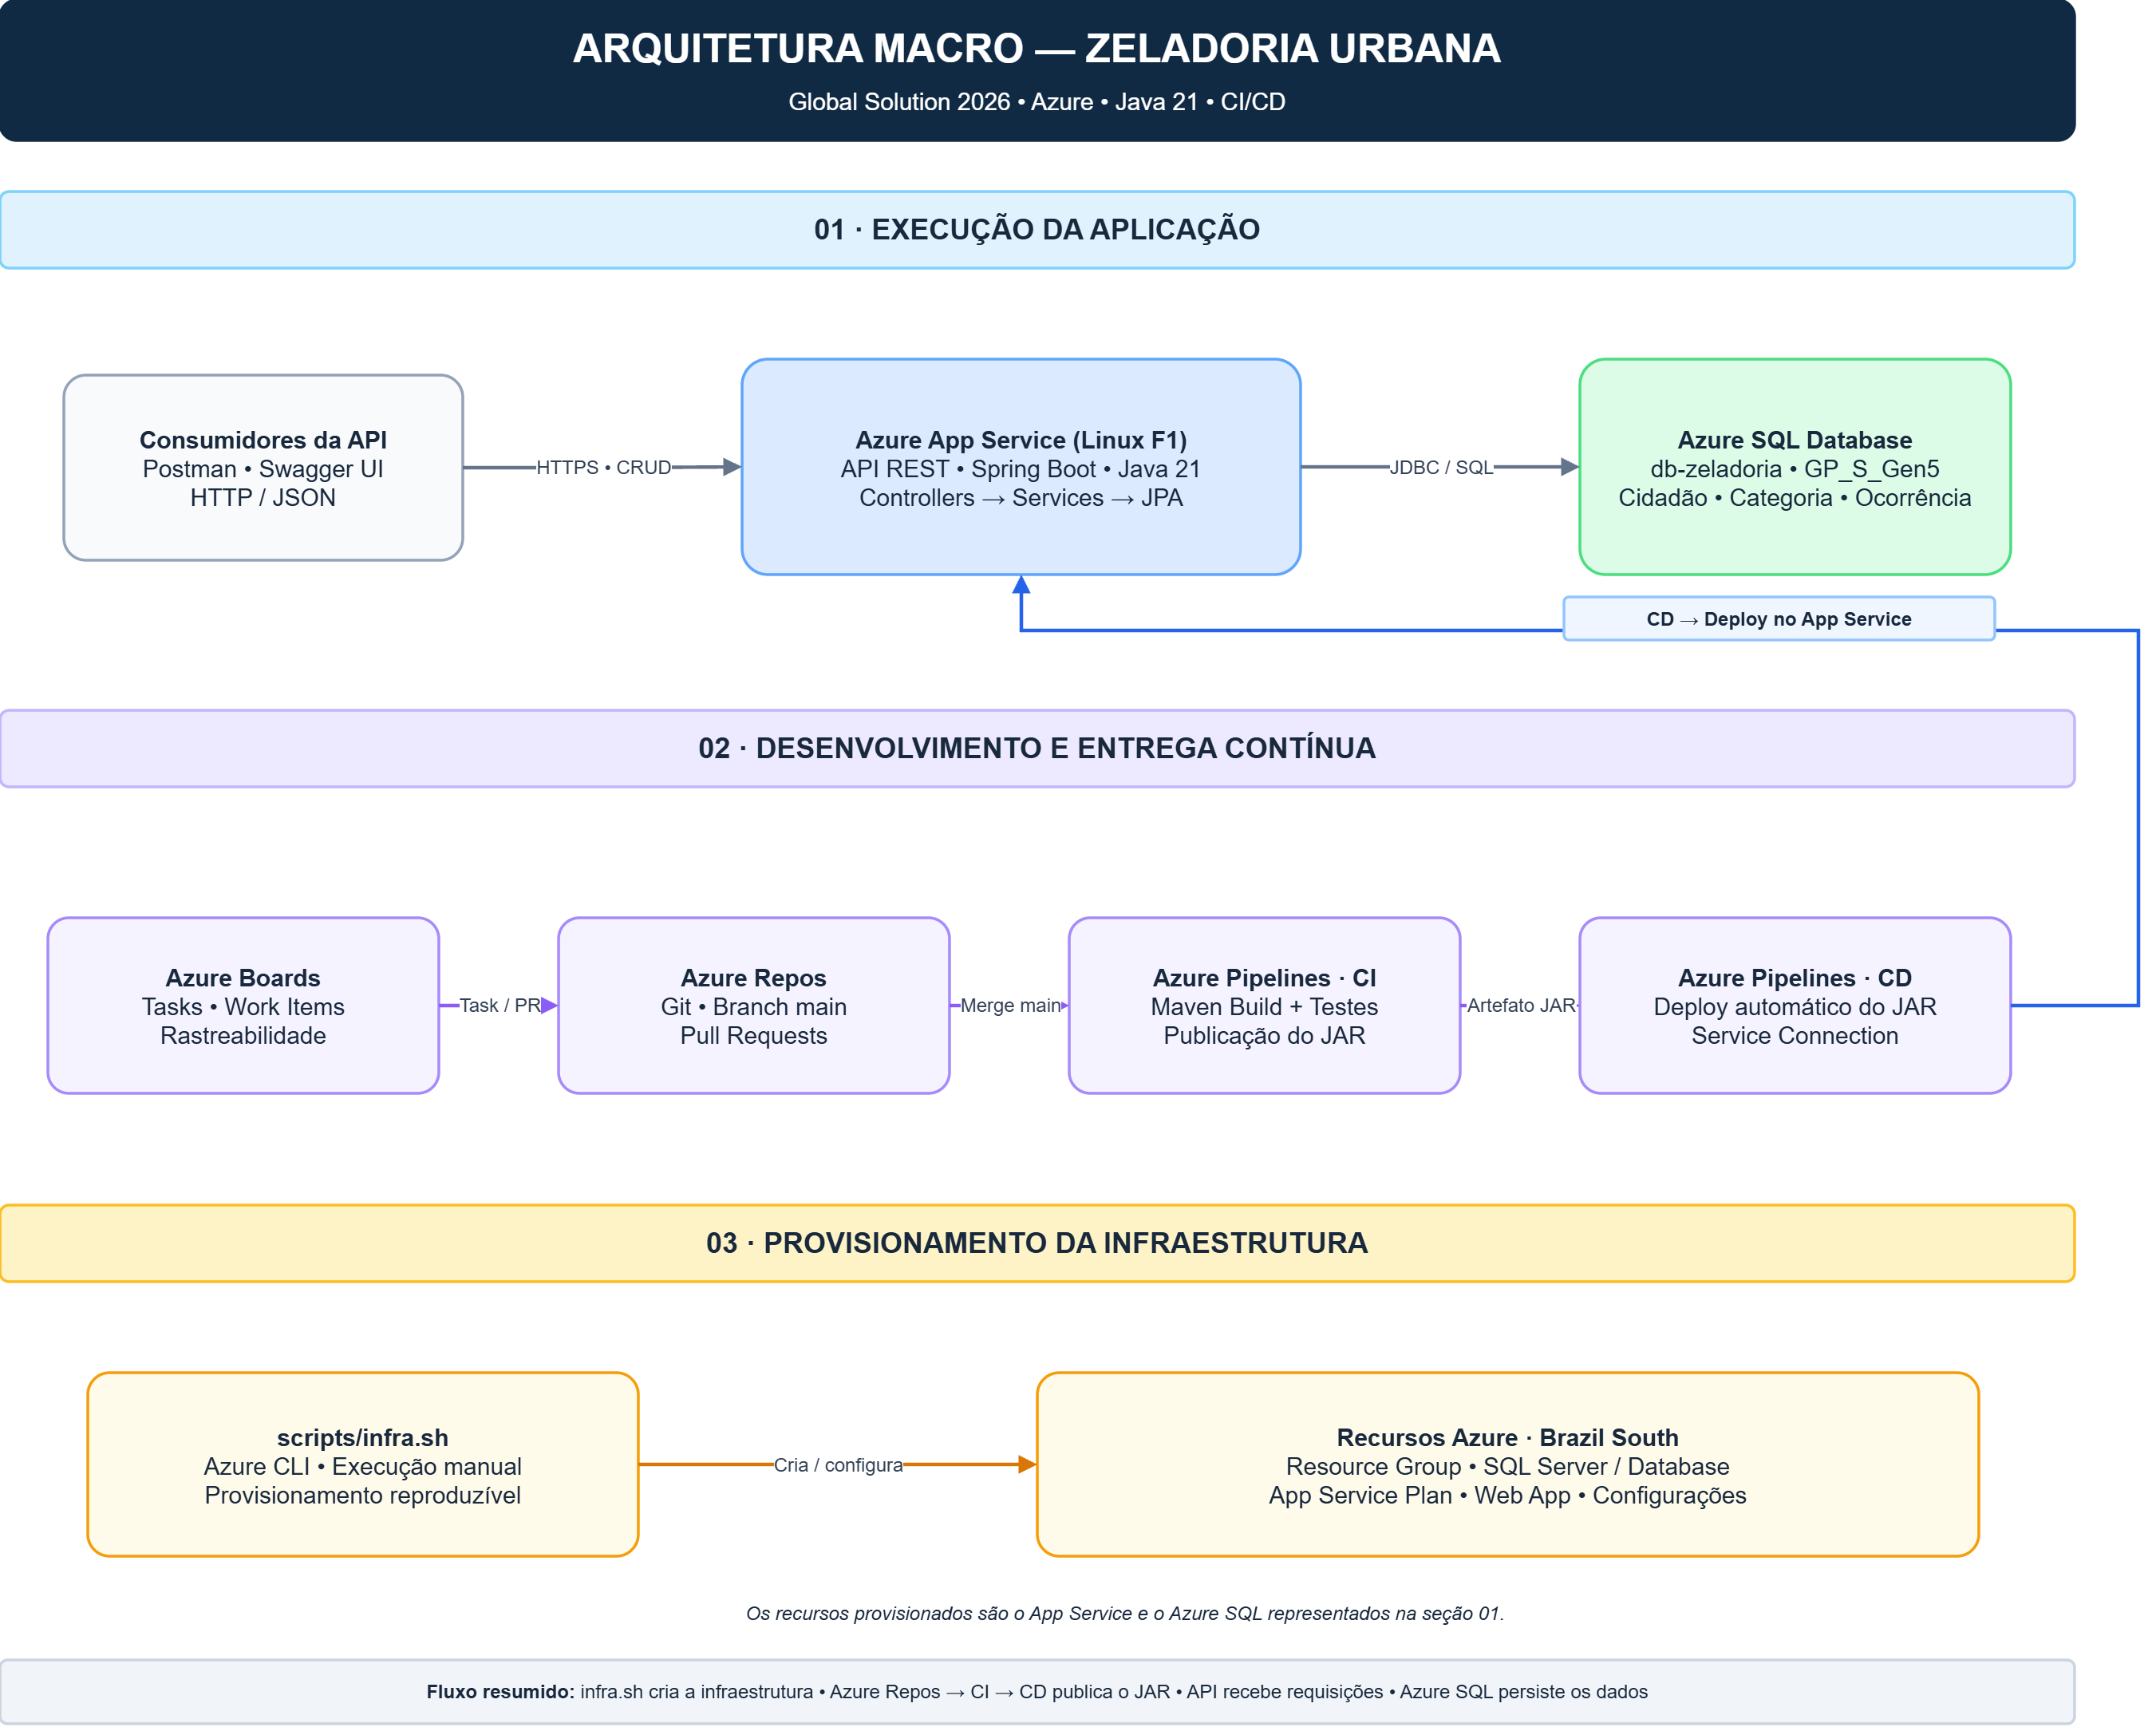 ARQUITETURA MACRO — ZELADORIA URBANA
Global Solution 2026 • Azure • Java 21 • CI/CD
01 · EXECUÇÃO DA APLICAÇÃO
Consumidores da API
Postman • Swagger UI
HTTP / JSON
HTTPS • CRUD
Azure App Service (Linux F1)
API REST • Spring Boot • Java 21
Controllers → Services → JPA
JDBC / SQL
Azure SQL Database
db-zeladoria • GP_S_Gen5
Cidadão • Categoria • Ocorrência
CD → Deploy no App Service
02 · DESENVOLVIMENTO E ENTREGA CONTÍNUA
Azure Boards
Tasks • Work Items
Rastreabilidade
Task / PR
Azure Repos
Git • Branch main
Pull Requests
Merge main
Azure Pipelines · CI
Maven Build + Testes
Publicação do JAR
Artefato JAR
Azure Pipelines · CD
Deploy automático do JAR
Service Connection
03 · PROVISIONAMENTO DA INFRAESTRUTURA
scripts/infra.sh
Azure CLI • Execução manual
Provisionamento reproduzível
Cria / configura
Recursos Azure · Brazil South
Resource Group • SQL Server / Database
App Service Plan • Web App • Configurações
Os recursos provisionados são o App Service e o Azure SQL representados na seção 01.
Fluxo resumido: infra.sh cria a infraestrutura • Azure Repos → CI → CD publica o JAR • API recebe requisições • Azure SQL persiste os dados